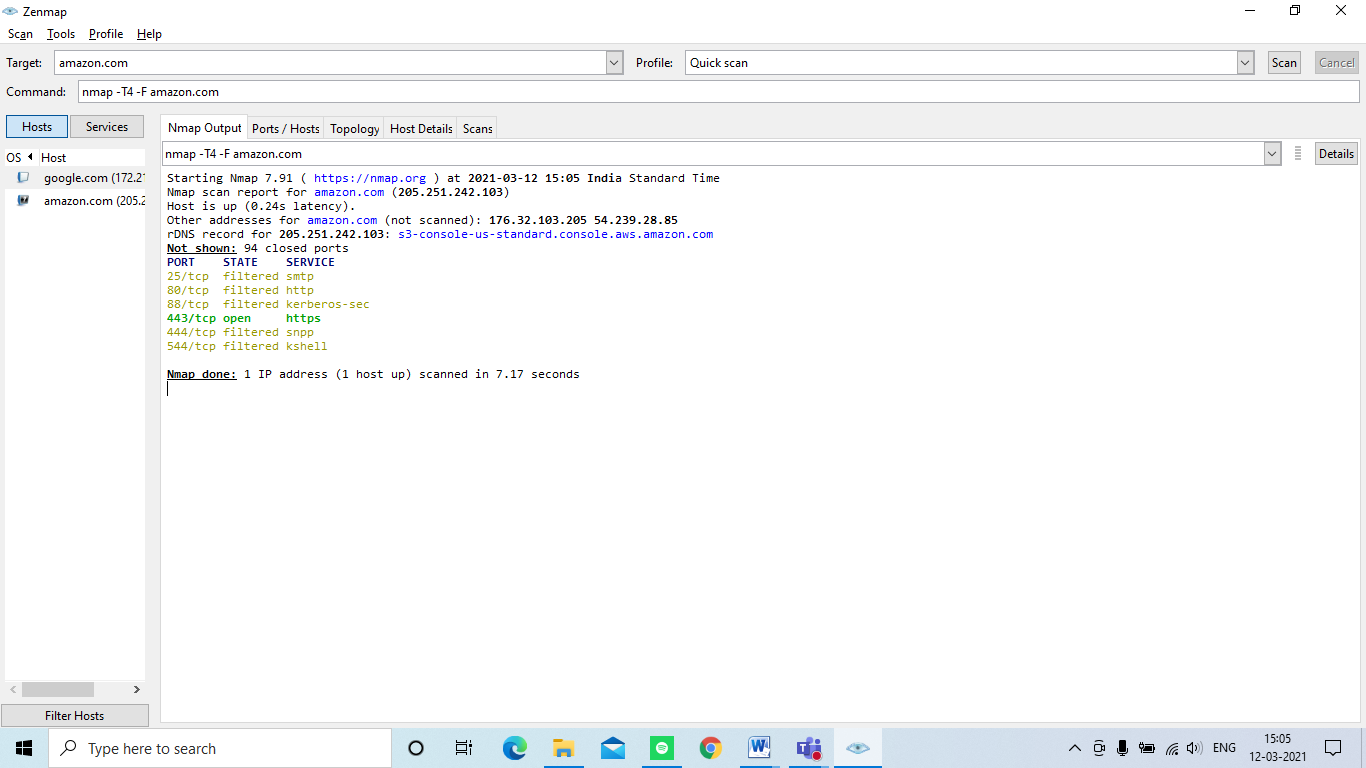 Zenmap
Scan Tools Profile Help
Target: amazon.com Profile: Quick scan Scan Cancel
Command: nmap -T4 -F amazon.com
Hosts Services
OS Host
google.com (172.21
amazon.com (205.2
Filter Hosts
Nmap Output Ports / Hosts Topology Host Details Scans
nmap -T4 -F amazon.com Details
Starting Nmap 7.91 ( https://nmap.org ) at 2021-03-12 15:05 India Standard Time
Nmap scan report for amazon.com (205.251.242.103)
Host is up (0.24s latency).
Other addresses for amazon.com (not scanned): 176.32.103.205 54.239.28.85
rDNS record for 205.251.242.103: s3-console-us-standard.console.aws.amazon.com
Not shown: 94 closed ports
PORT STATE SERVICE
25/tcp filtered smtp
80/tcp filtered http
88/tcp filtered kerberos-sec
443/tcp open https
444/tcp filtered snpp
544/tcp filtered kshell
Nmap done: 1 IP address (1 host up) scanned in 7.17 seconds
Type here to search
ENG
15:05
12-03-2021